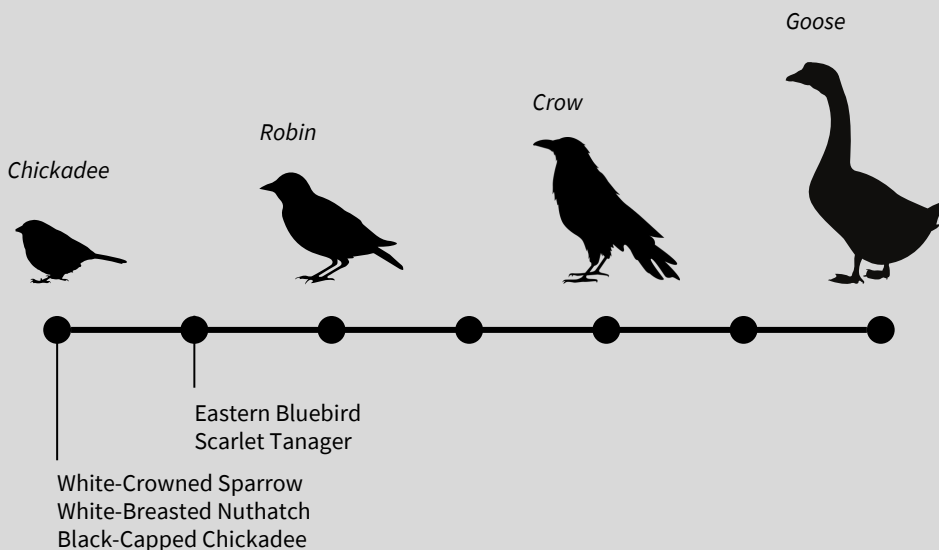 Goose
Crow
Robin
Chickadee
Eastern Bluebird
Scarlet Tanager
White-Crowned Sparrow
White-Breasted Nuthatch
Black-Capped Chickadee